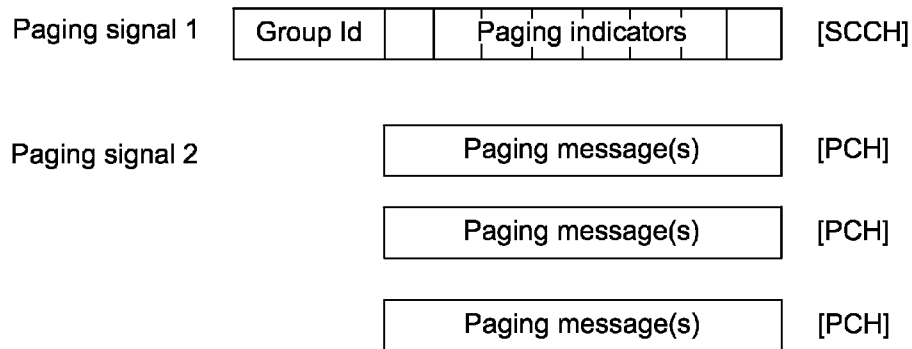 Paging signal 1 Group Id Paging indicators [SCCH]
Paging signal 2 Paging message(s) [PCH]
Paging message(s) [PCH]
Paging message(s) [PCH]